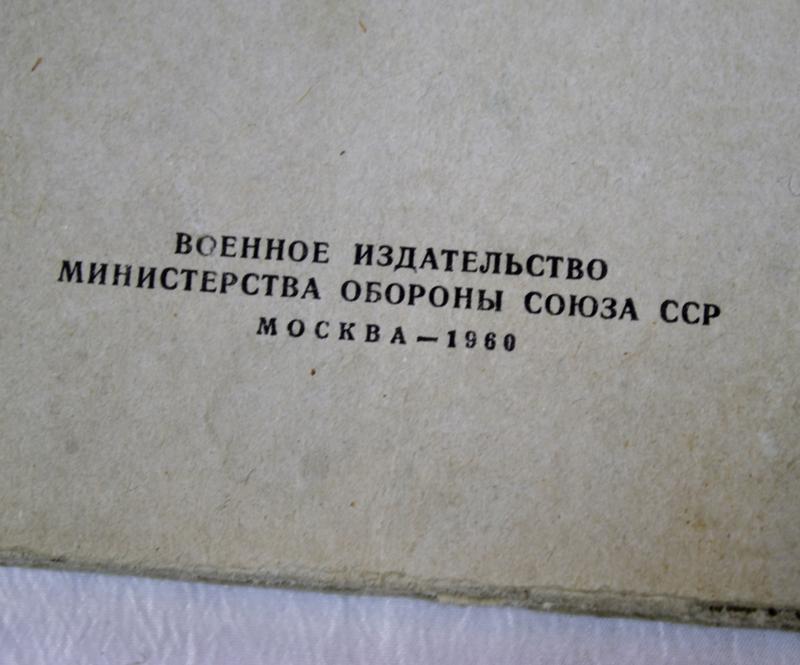 ВОЕННОЕ ИЗДАТЕЛЬСТВО
МИНИСТЕРСТВА ОБОРОНЫ СОЮЗА ССР
МОСКВА—1960